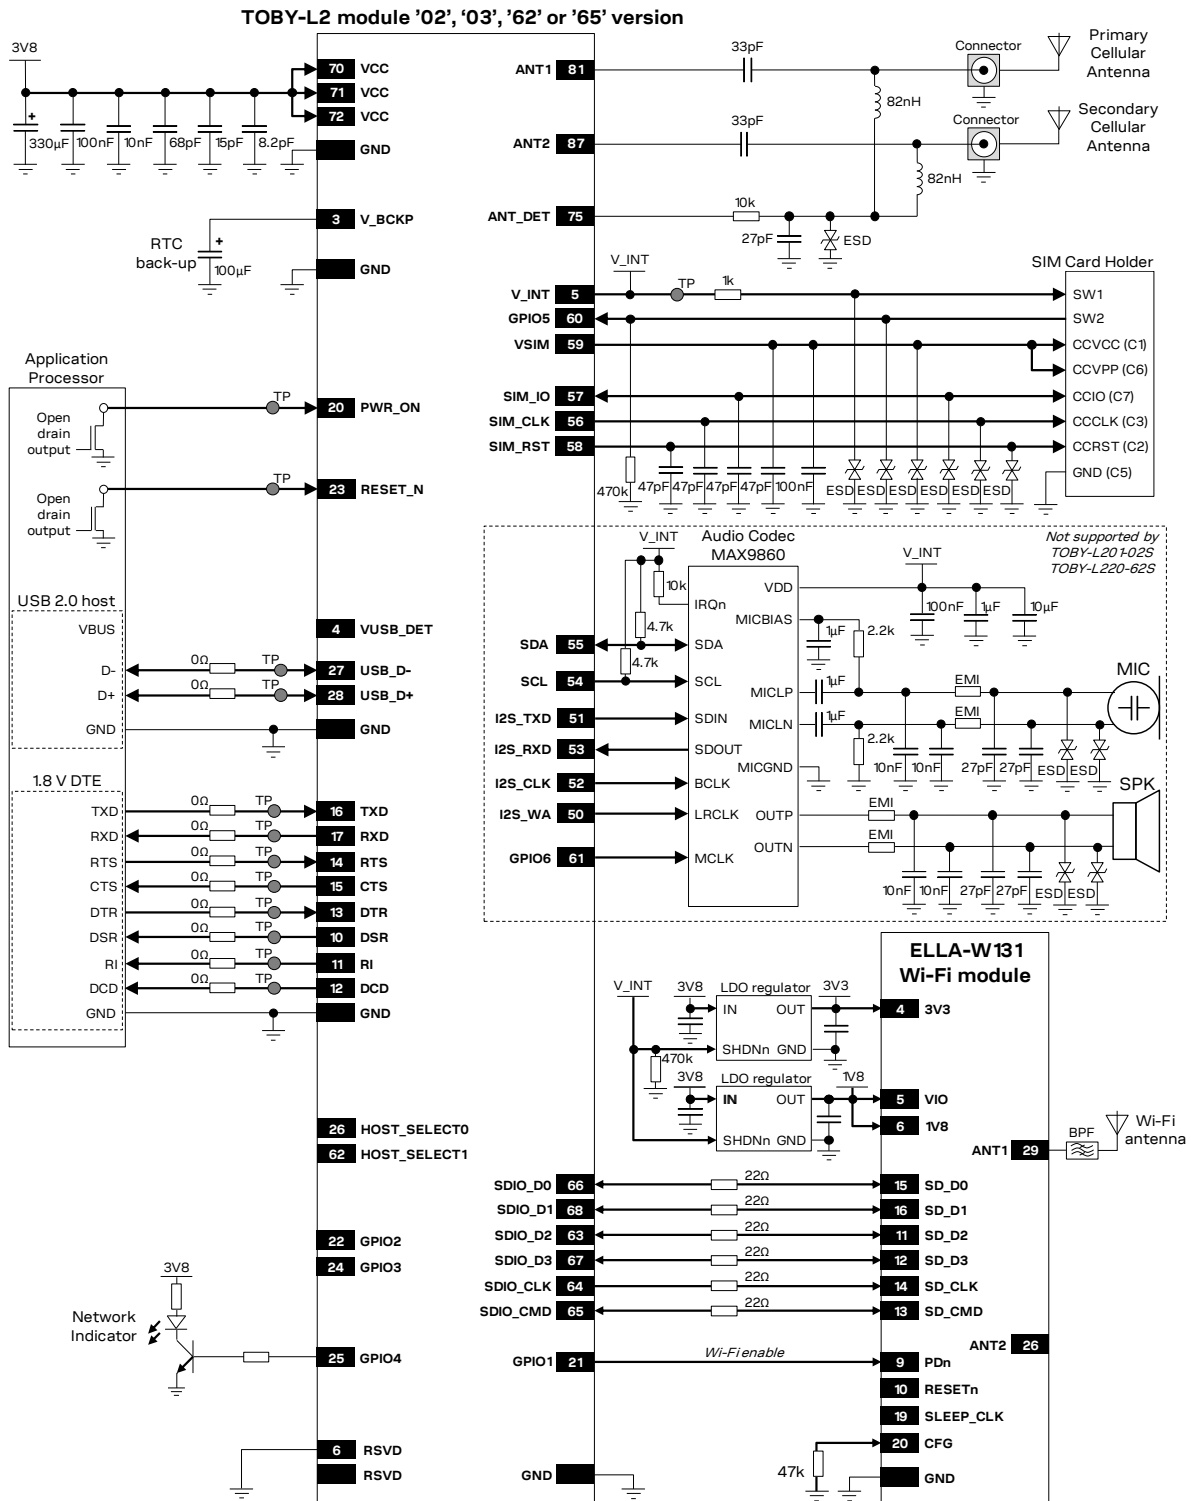 TOBY-L2 module ’02’, ‘03’, ‘62’ or ‘65’ version
3V8
330µF
100nF
10nF
68pF
15pF
8.2pF
70 VCC
71 VCC
72 VCC
GND
RTC
back-up
100µF
3 V_BCKP
GND
Application
Processor
Open
drain
output
TP
20 PWR_ON
Open
drain
output
TP
23 RESET_N
USB 2.0 host
VBUS
4 VUSB_DET
D-
0Ω
TP
27 USB_D-
D+
0Ω
TP
28 USB_D+
GND
GND
1.8 V DTE
TXD
0Ω
TP
16 TXD
RXD
0Ω
TP
17 RXD
RTS
0Ω
TP
14 RTS
CTS
0Ω
TP
15 CTS
DTR
0Ω
TP
13 DTR
DSR
0Ω
TP
10 DSR
RI
0Ω
TP
11 RI
DCD
0Ω
TP
12 DCD
GND
GND
26 HOST_SELECT0
62 HOST_SELECT1
22 GPIO2
24 GPIO3
3V8
Network
Indicator
25 GPIO4
6 RSVD
RSVD
ANT1 81
33pF
Connector
Primary
Cellular
Antenna
82nH
ANT2 87
33pF
Connector
Secondary
Cellular
Antenna
82nH
ANT_DET 75
10k
27pF
ESD
V_INT
V_INT 5
TP
1k
GPIO5 60
VSIM 59
SIM_IO 57
SIM_CLK 56
SIM_RST 58
470k
47pF
47pF
47pF
47pF
100nF
ESD
ESD
ESD
ESD
ESD
ESD
SIM Card Holder
SW1
SW2
CCVCC (C1)
CCVPP (C6)
CCIO (C7)
CCCLK (C3)
CCRST (C2)
GND (C5)
Not supported by
TOBY-L201-02S
TOBY-L220-62S
Audio Codec
MAX9860
V_INT
10k
4.7k
4.7k
SDA 55
SCL 54
I2S_TXD 51
I2S_RXD 53
I2S_CLK 52
I2S_WA 50
GPIO6 61
IRQn
SDA
SCL
SDIN
SDOUT
BCLK
LRCLK
MCLK
VDD
MICBIAS
MICLP
MICLN
MICGND
OUTP
OUTN
V_INT
100nF
1µF
10µF
1µF
2.2k
1µF
1µF
2.2k
EMI
EMI
10nF
10nF
27pF
27pF
ESD
ESD
MIC
EMI
EMI
10nF
10nF
27pF
27pF
ESD
ESD
SPK
ELLA-W131
Wi-Fi module
V_INT
3V8
LDO regulator
IN
OUT
SHDNn
GND
3V3
4 3V3
470k
3V8
LDO regulator
IN
OUT
SHDNn
GND
1V8
5 VIO
6 1V8
ANT1 29
BPF
Wi-Fi
antenna
SDIO_D0 66
22Ω
15 SD_D0
SDIO_D1 68
22Ω
16 SD_D1
SDIO_D2 63
22Ω
11 SD_D2
SDIO_D3 67
22Ω
12 SD_D3
SDIO_CLK 64
22Ω
14 SD_CLK
SDIO_CMD 65
22Ω
13 SD_CMD
ANT2 26
GPIO1 21
Wi-Fi enable
9 PDn
10 RESETn
19 SLEEP_CLK
20 CFG
47k
GND
GND